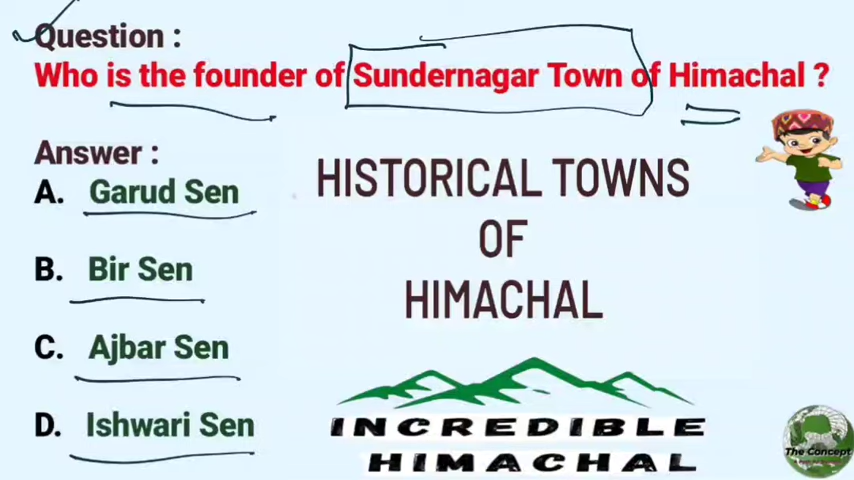 Question :
Who is the founder of Sundernagar Town of Himachal ?
Answer :
A. Garud Sen
B. Bir Sen
C. Ajbar Sen
D. Ishwari Sen
HISTORICAL TOWNS
OF
HIMACHAL
INCREDIBLE
HIMACHAL
The Concept